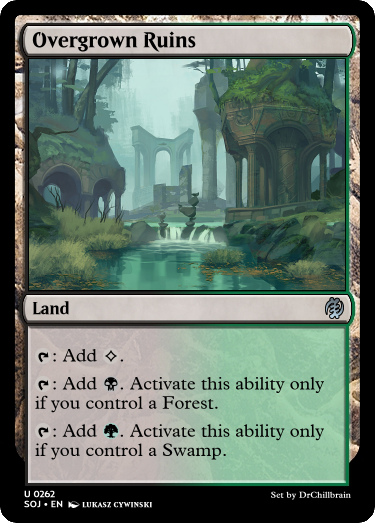 Overgrown Ruins
Land
: Add .
: Add . Activate this ability only
if you control a Forest.
: Add . Activate this ability only
if you control a Swamp.
U 0262
SOJ • EN LUKASZ CYWINSKI
Set by DrChillbrain